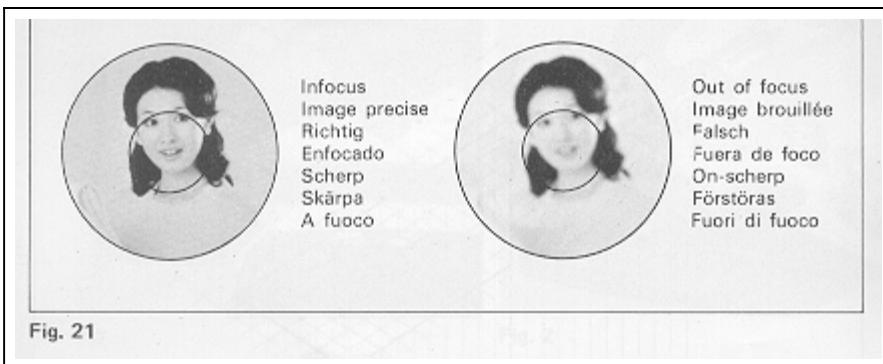 Infocus
Image precise
Richtig
Enfocado
Scherp
Skärpa
A fuoco
Out of focus
Image brouillée
Falsch
Fuera de foco
On-scherp
Förstöras
Fuori di fuoco
Fig. 21